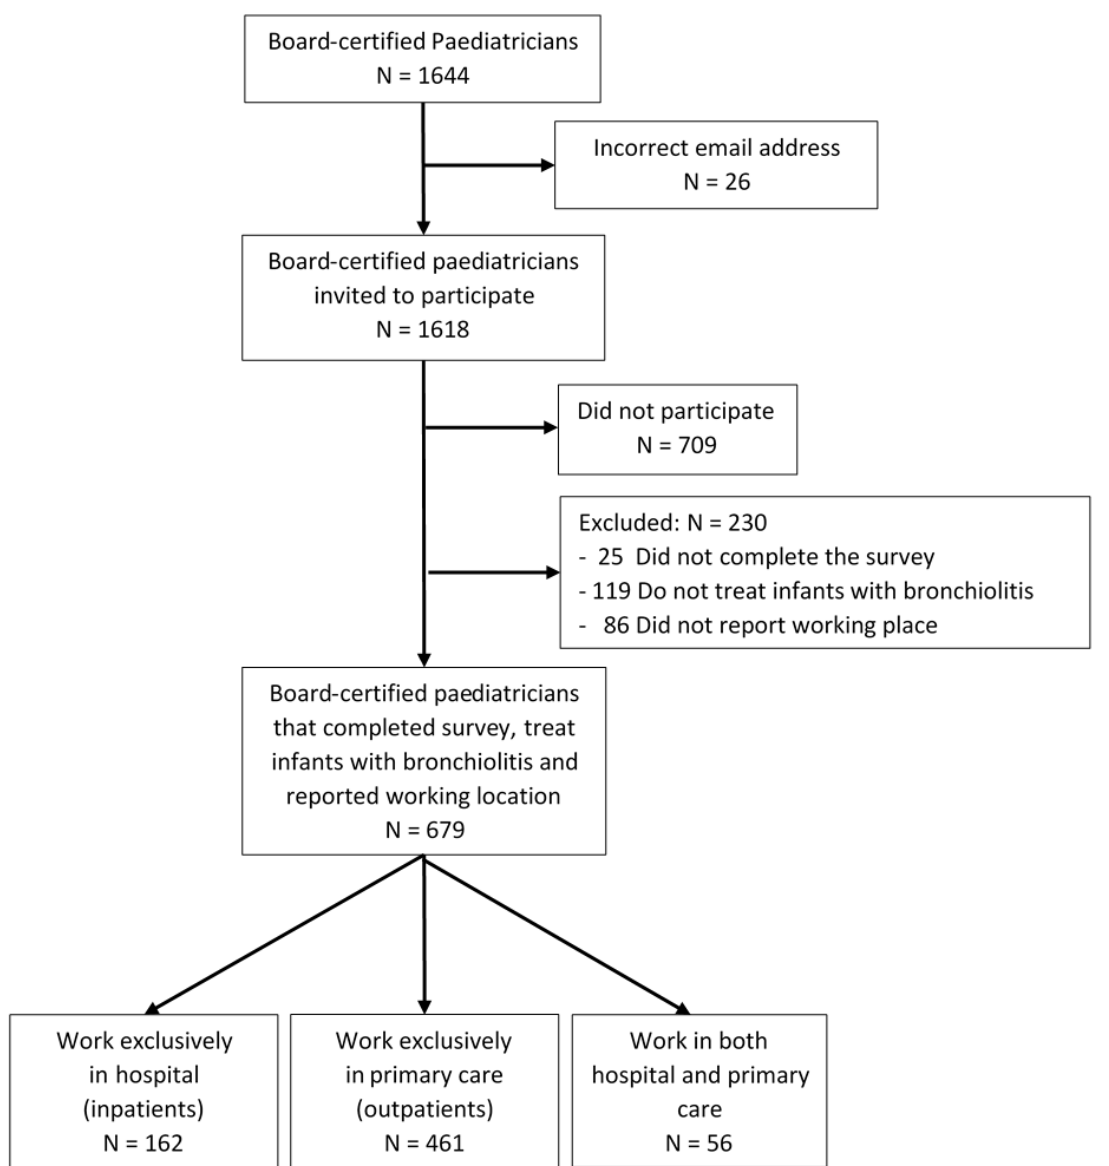 Board-certified Paediatricians
N = 1644
Incorrect email address
N = 26
Board-certified paediatricians
invited to participate
N = 1618
Did not participate
N = 709
Excluded: N = 230
- 25 Did not complete the survey
- 119 Do not treat infants with bronchiolitis
- 86 Did not report working place
Board-certified paediatricians
that completed survey, treat
infants with bronchiolitis and
reported working location
N = 679
Work exclusively
in hospital
(inpatients)
N = 162
Work exclusively
in primary care
(outpatients)
N = 461
Work in both
hospital and primary
care
N = 56